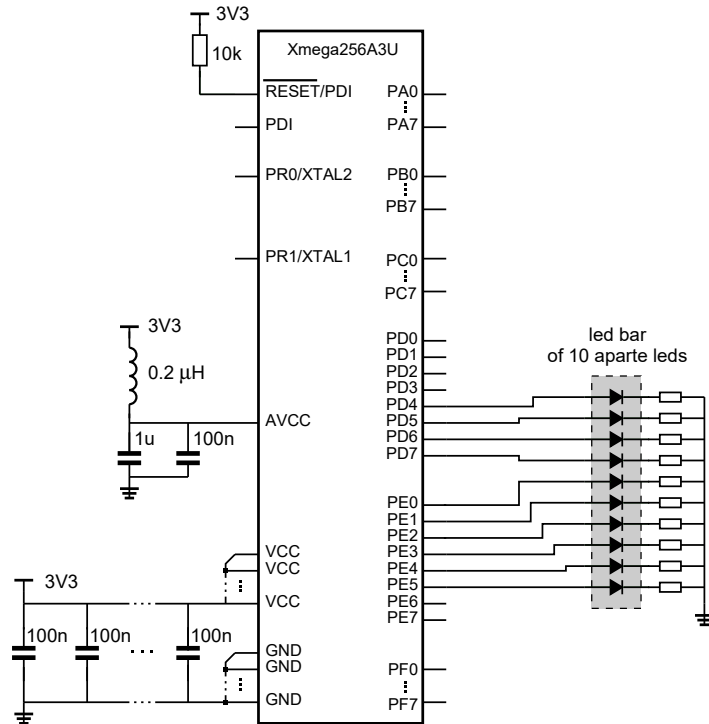 3V3
10k
Xmega256A3U
RESET/PDI
PDI
PR0/XTAL2
PR1/XTAL1
3V3
0.2 μH
1u
100n
AVCC
3V3
VCC
VCC
VCC
100n
100n
100n
GND
GND
GND
PA0
PA7
PB0
PB7
PC0
PC7
PD0
PD1
PD2
PD3
PD4
PD5
PD6
PD7
PE0
PE1
PE2
PE3
PE4
PE5
PE6
PE7
PF0
PF7
led bar
of 10 aparte leds